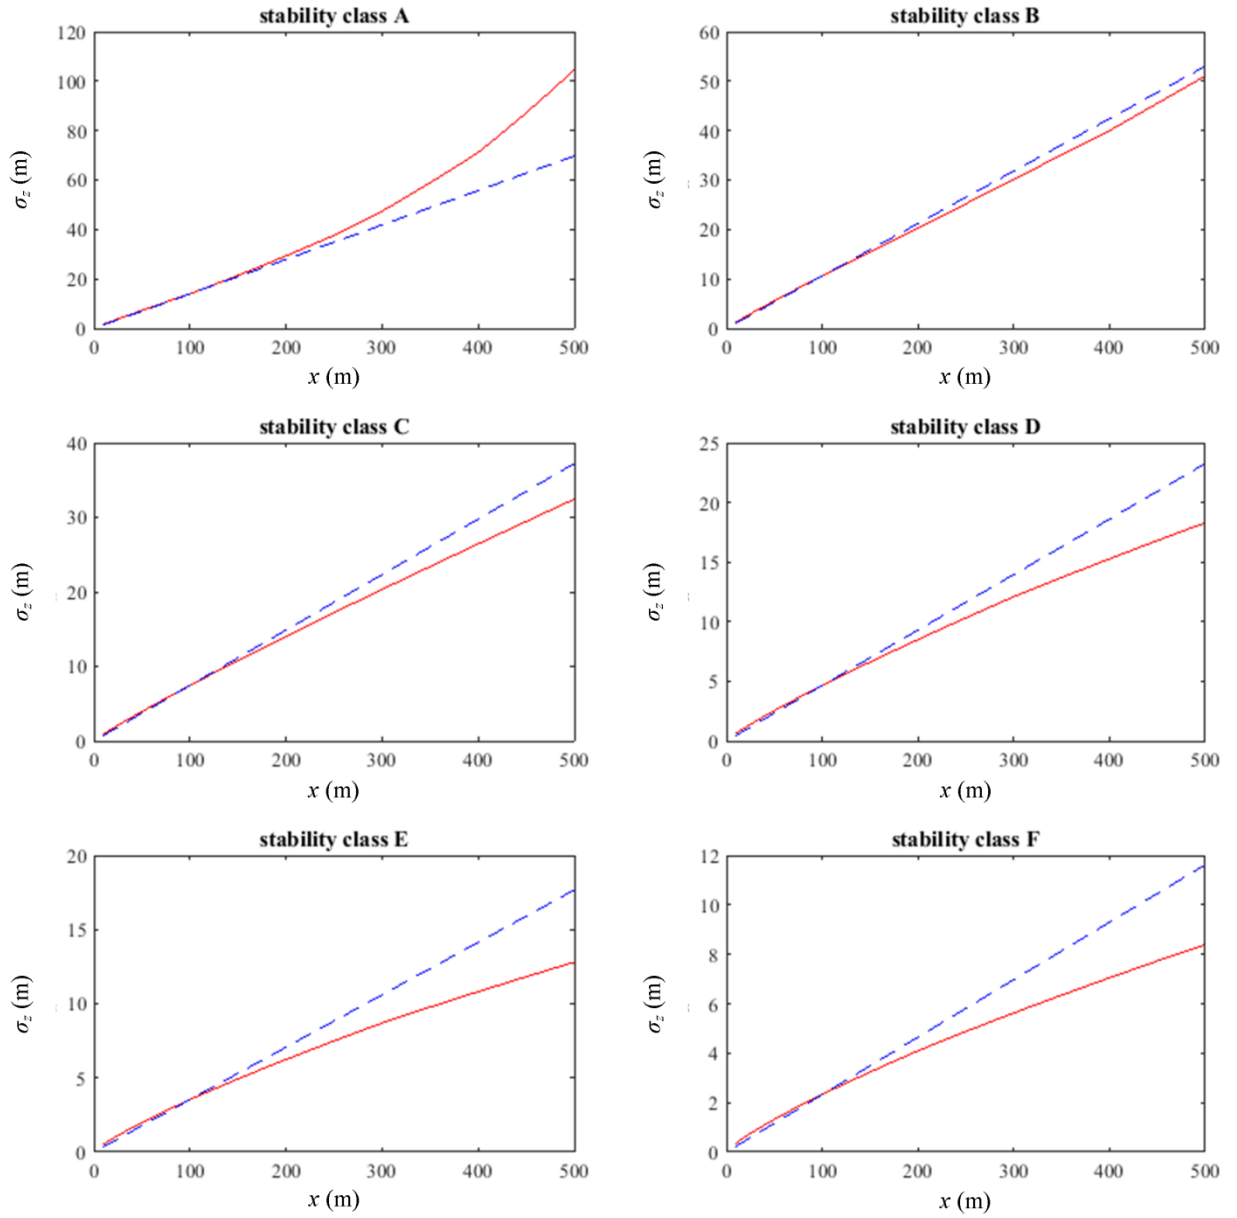 stability class A
120
100
80
60
40
20
0
σz (m)
0 100 200 300 400 500
x (m)
stability class B
60
50
40
30
20
10
0
σz (m)
0 100 200 300 400 500
x (m)
stability class C
40
30
20
10
0
σz (m)
0 100 200 300 400 500
x (m)
stability class D
25
20
15
10
5
0
σz (m)
0 100 200 300 400 500
x (m)
stability class E
20
15
10
5
0
σz (m)
0 100 200 300 400 500
x (m)
stability class F
12
10
8
6
4
2
0
σz (m)
0 100 200 300 400 500
x (m)